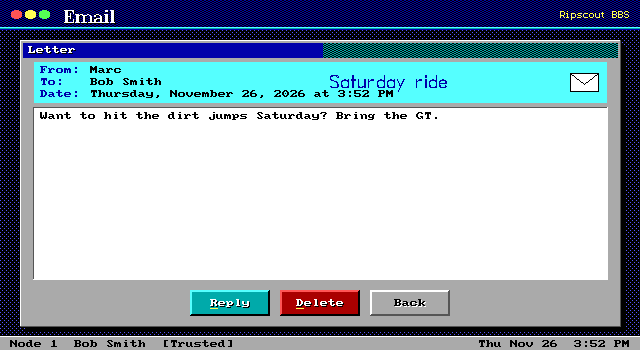 Email
Ripscout BBS
Letter
From: Marc
To: Bob Smith
Date: Thursday, November 26, 2026 at 3:52 PM
Saturday ride
Want to hit the dirt jumps Saturday? Bring the GT.
Reply Delete Back
Node 1 Bob Smith [Trusted] Thu Nov 26 3:52 PM